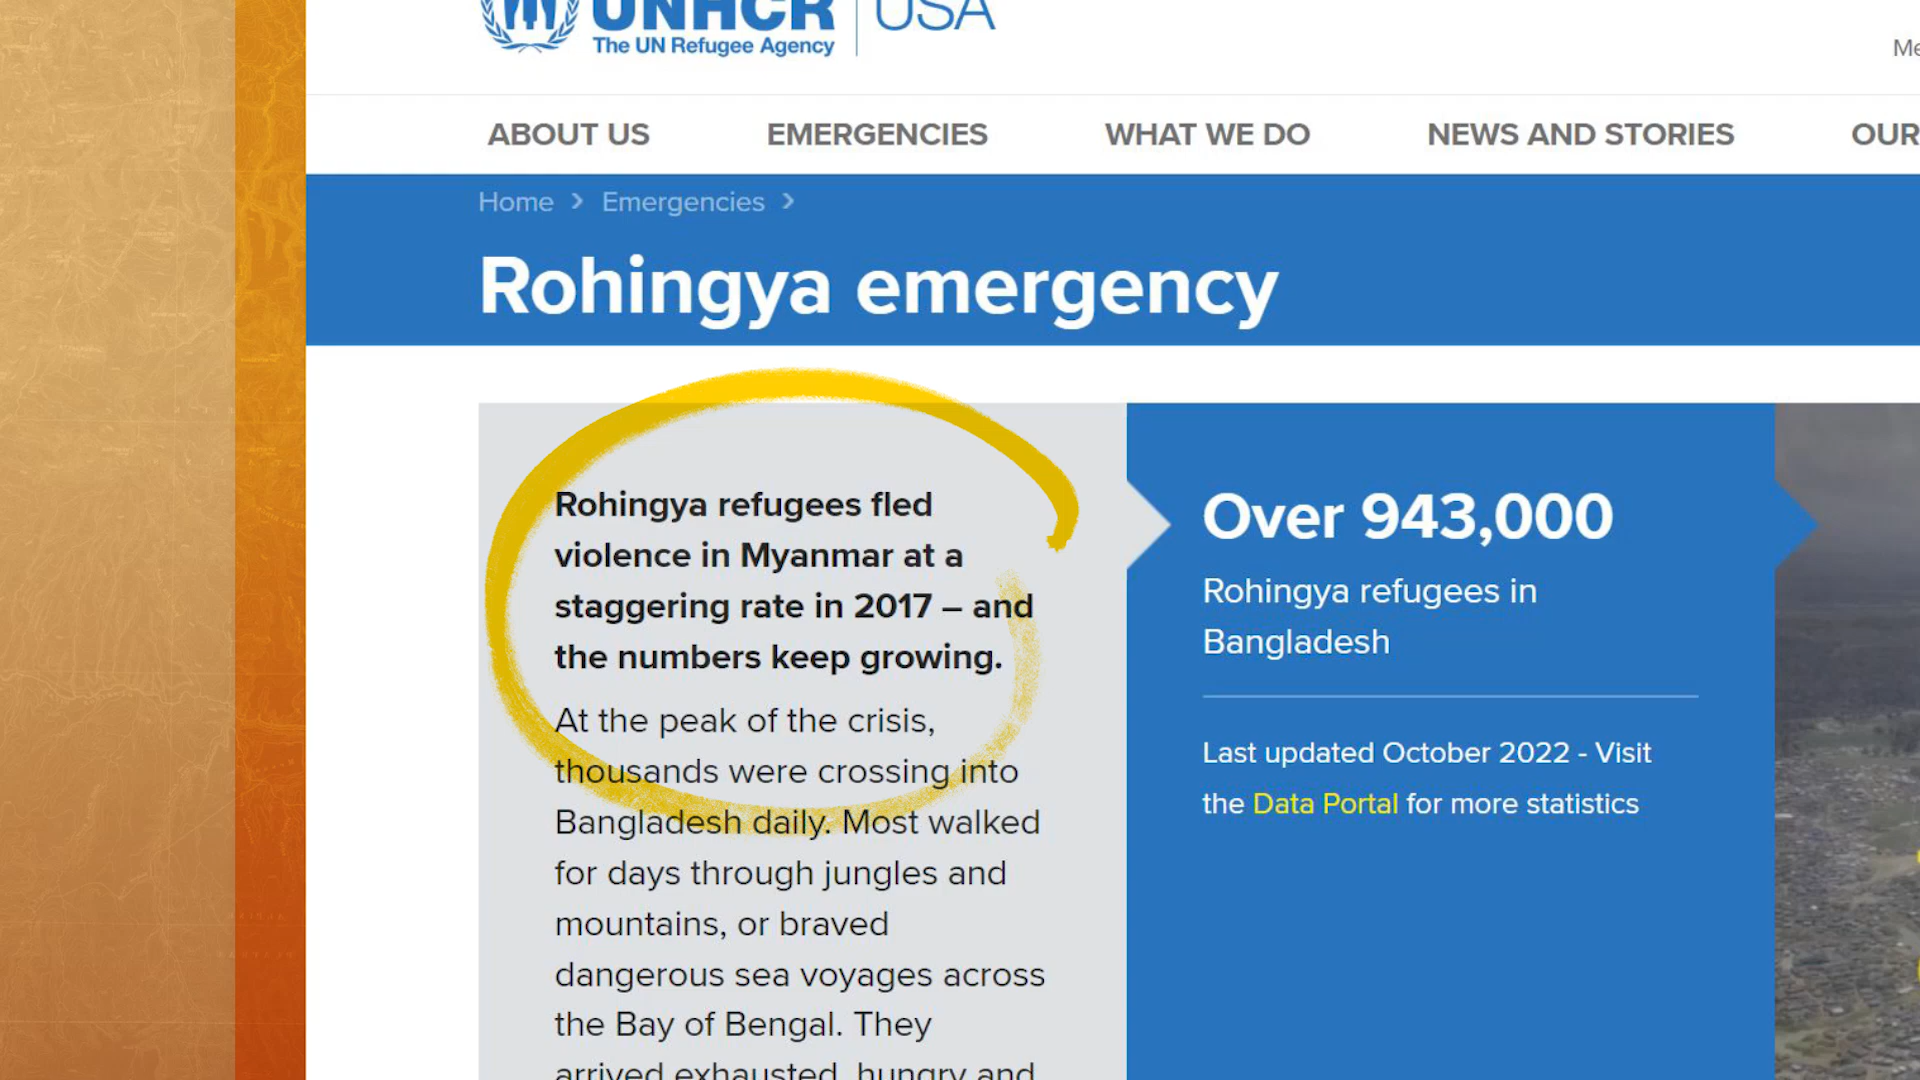 UNHCR USA
The UN Refugee Agency
ABOUT US EMERGENCIES WHAT WE DO NEWS AND STORIES OUR
Home > Emergencies >
Rohingya emergency
Rohingya refugees fled
violence in Myanmar at a
staggering rate in 2017 – and
the numbers keep growing.
At the peak of the crisis,
thousands were crossing into
Bangladesh daily. Most walked
for days through jungles and
mountains, or braved
dangerous sea voyages across
the Bay of Bengal. They
arrived exhausted, hungry and
Over 943,000
Rohingya refugees in
Bangladesh
Last updated October 2022 - Visit
the Data Portal for more statistics